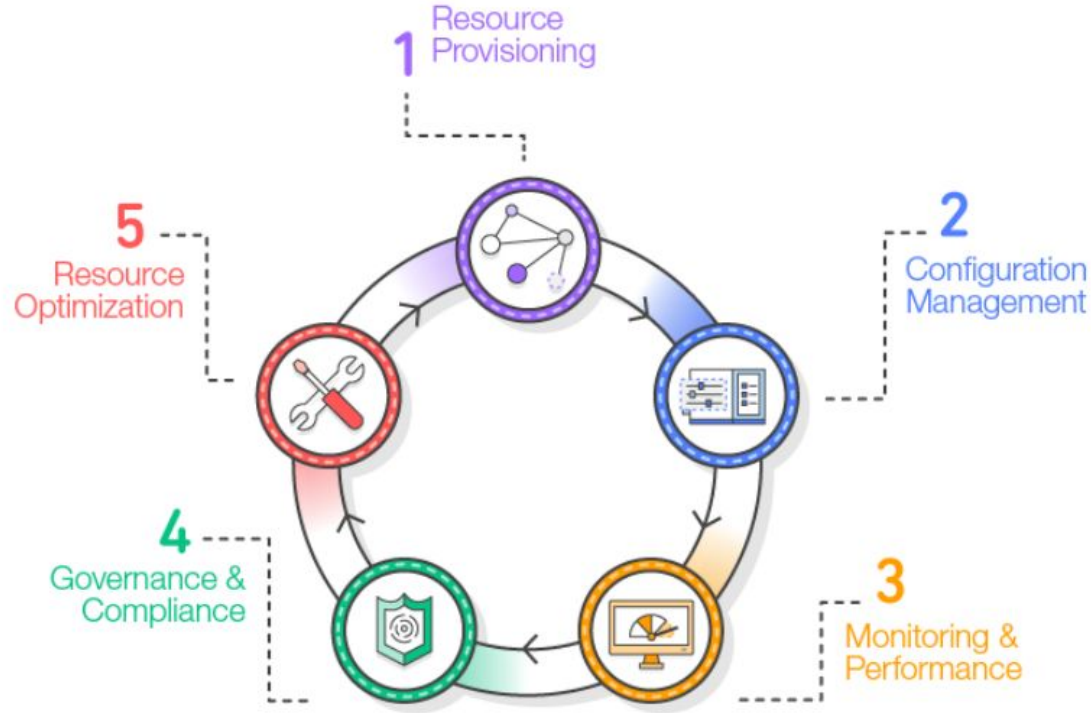 1
Resource
Provisioning
2
Configuration
Management
3
Monitoring &
Performance
4
Governance &
Compliance
5
Resource
Optimization